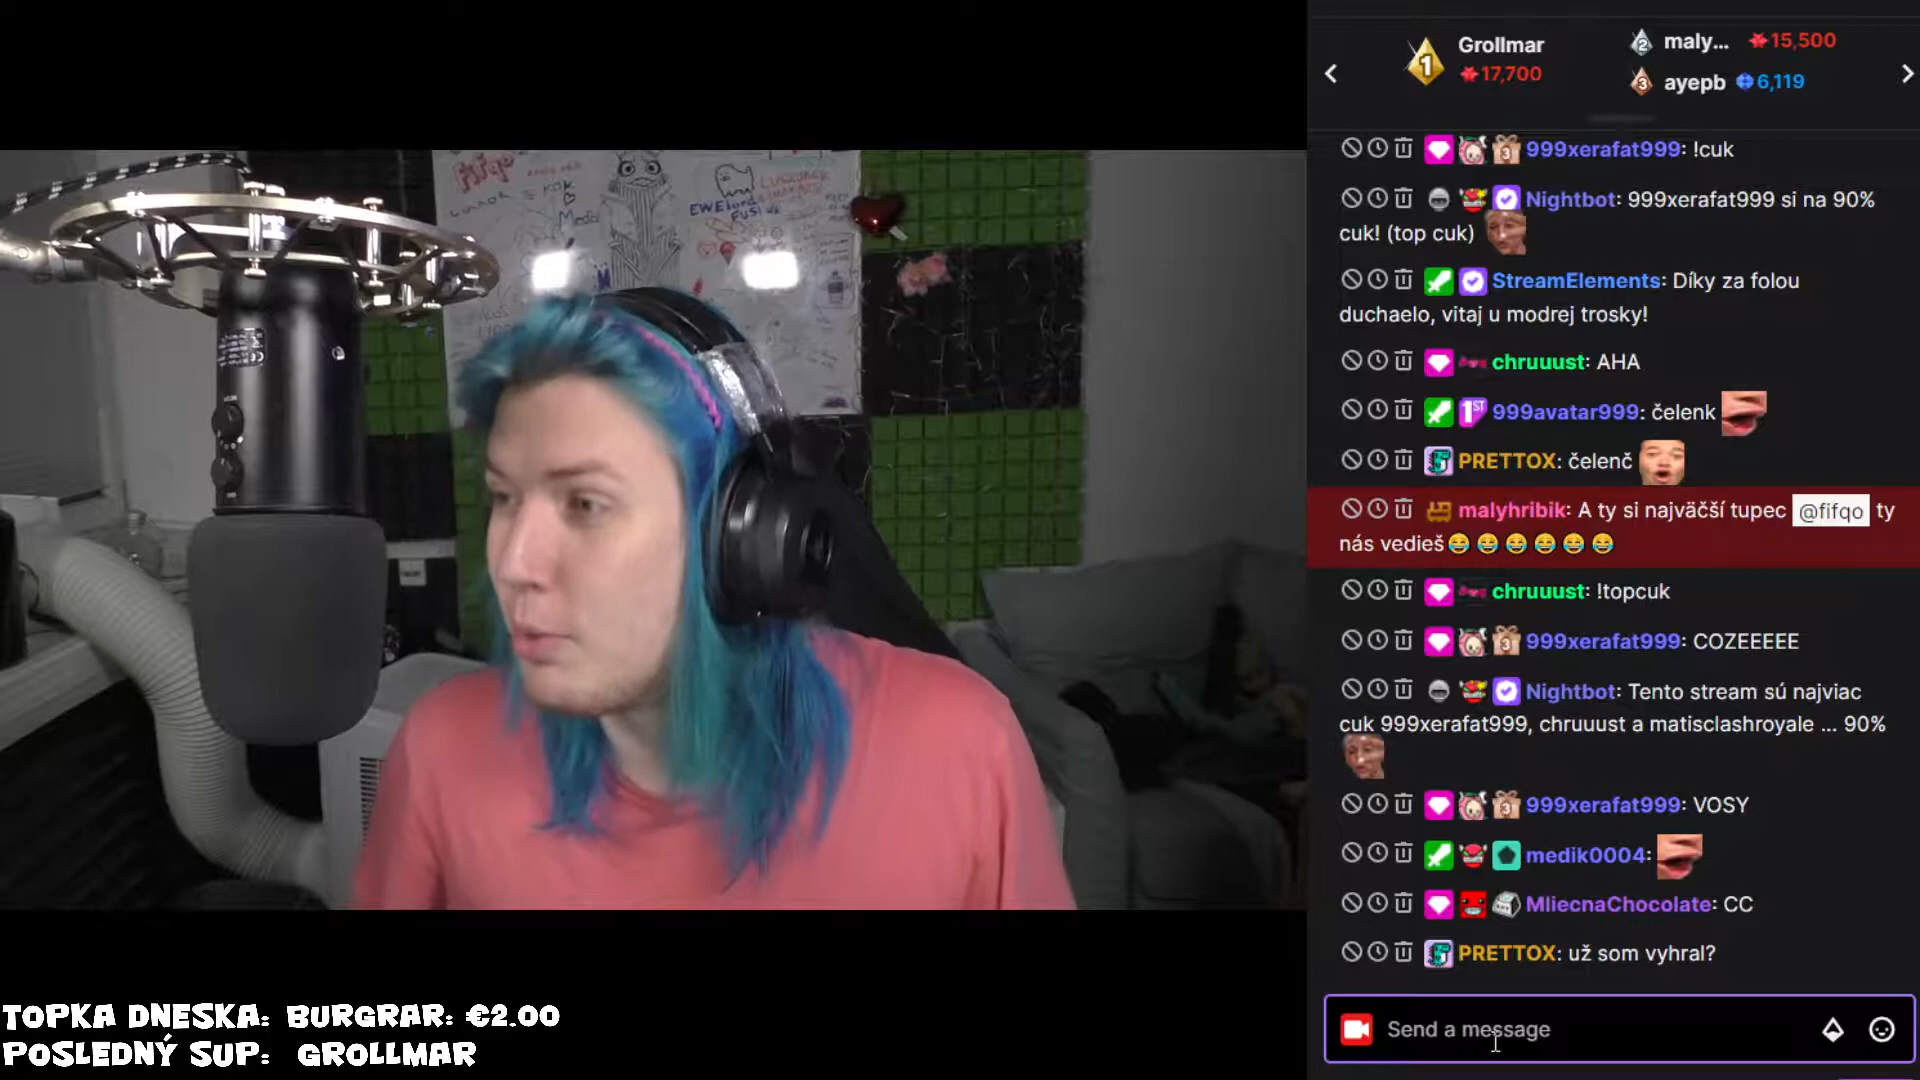 Grollmar
17,700
maly... 15,500
ayepb 6,119
999xerafat999: !cuk
Nightbot: 999xerafat999 si na 90%
cuk! (top cuk)
StreamElements: Díky za folou
duchaelo, vitaj u modrej trosky!
chruuust: AHA
999avatar999: čelenk
PRETTOX: čelenč
malyhribik: A ty si najväčší tupec @fifqo ty
nás vedieš😂😂😂😂😂😂
chruuust: !topcuk
999xerafat999: COZEEEEE
Nightbot: Tento stream sú najviac
cuk 999xerafat999, chruuust a matisclashroyale ... 90%
999xerafat999: VOSY
medik0004:
MliecnaChocolate: CC
PRETTOX: už som vyhral?
Send a message
TOPKA DNESKA: BURGRAR: €2.00
POSLEDNÝ SUP: GROLLMAR